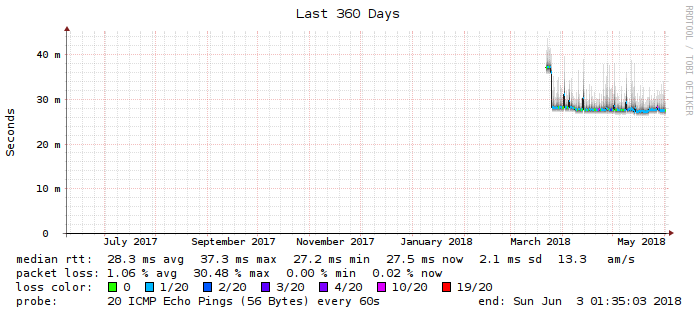 Last 360 Days
RRDTOOL / TOBI OETIKER
Seconds
40 m
30 m
20 m
10 m
0
July 2017 September 2017 November 2017 January 2018 March 2018 May 2018
median rtt: 28.3 ms avg 37.3 ms max 27.2 ms min 27.5 ms now 2.1 ms sd 13.3 am/s
packet loss: 1.06 % avg 30.48 % max 0.00 % min 0.02 % now
loss color: 0 1/20 2/20 3/20 4/20 10/20 19/20
probe: 20 ICMP Echo Pings (56 Bytes) every 60s end: Sun Jun 3 01:35:03 2018